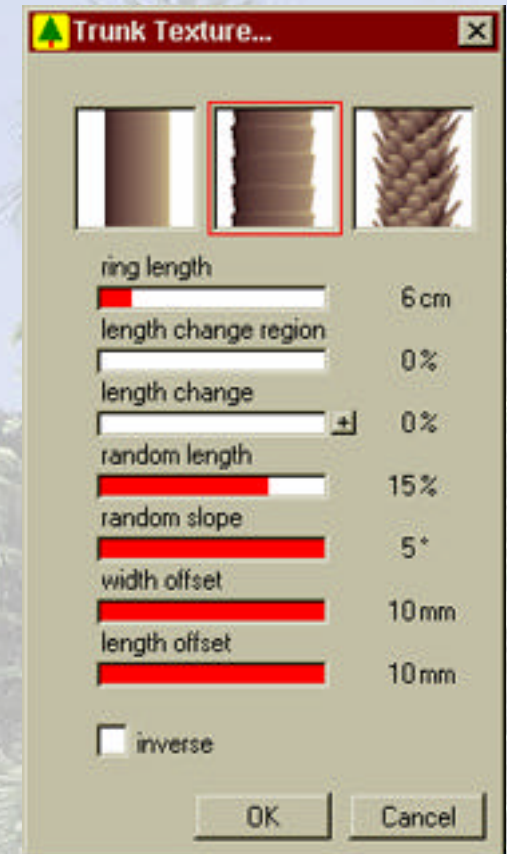 Trunk Texture...
ring length
6 cm
length change region
0%
length change
+ 0%
random length
15%
random slope
5°
width offset
10 mm
length offset
10 mm
inverse
OK Cancel